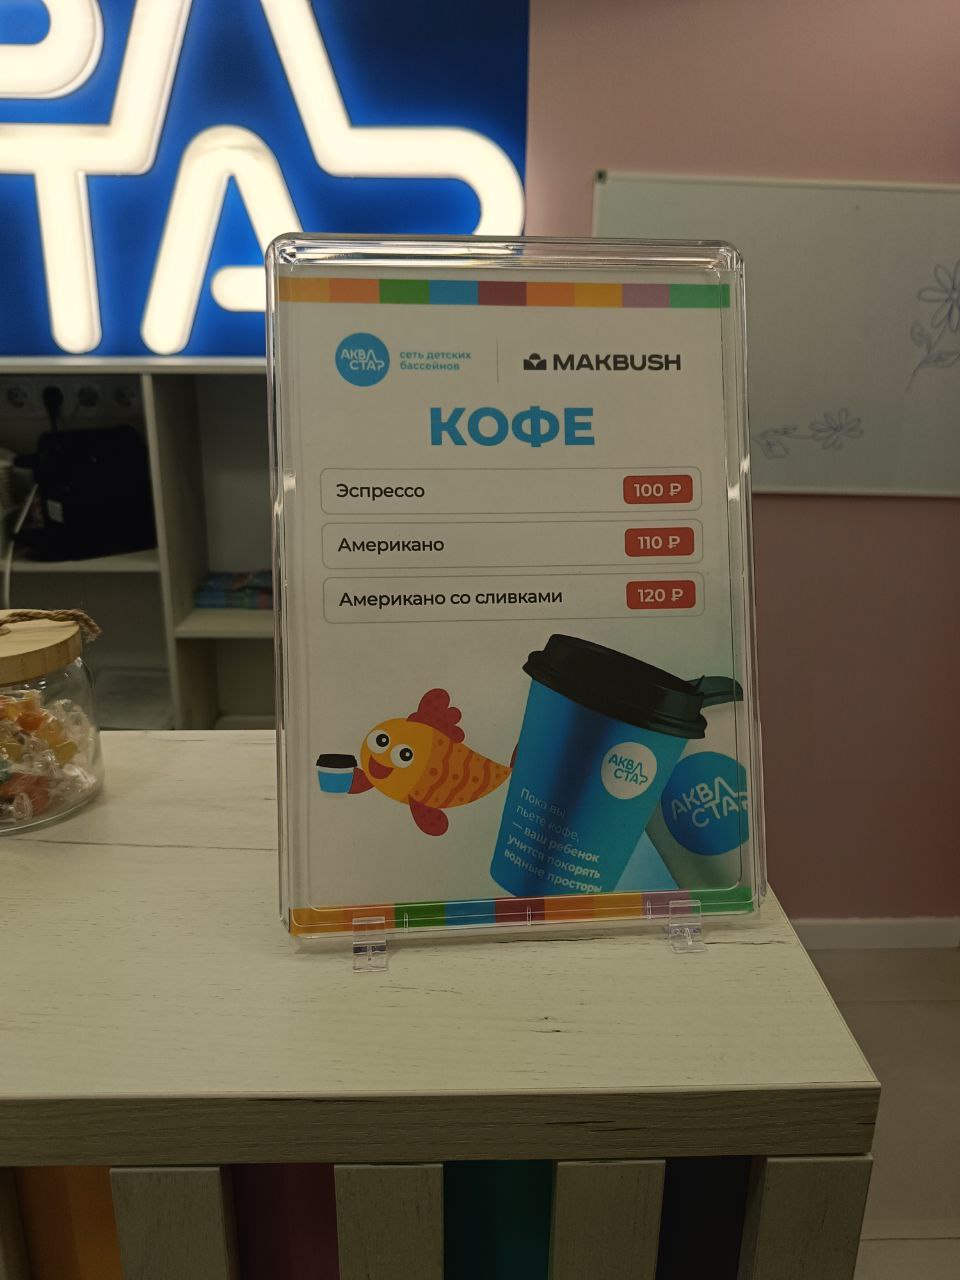 СТАР
АКВА
СТАР
сеть детских
бассейнов
MAKBUSH
КОФЕ
Эспрессо
100 ₽
Американо
110 ₽
Американо со сливками
120 ₽
АКВА
СТАР
АКВА
СТАР
Пока вы
пьете кофе,
— ваш ребенок
учится покорять
водные просторы